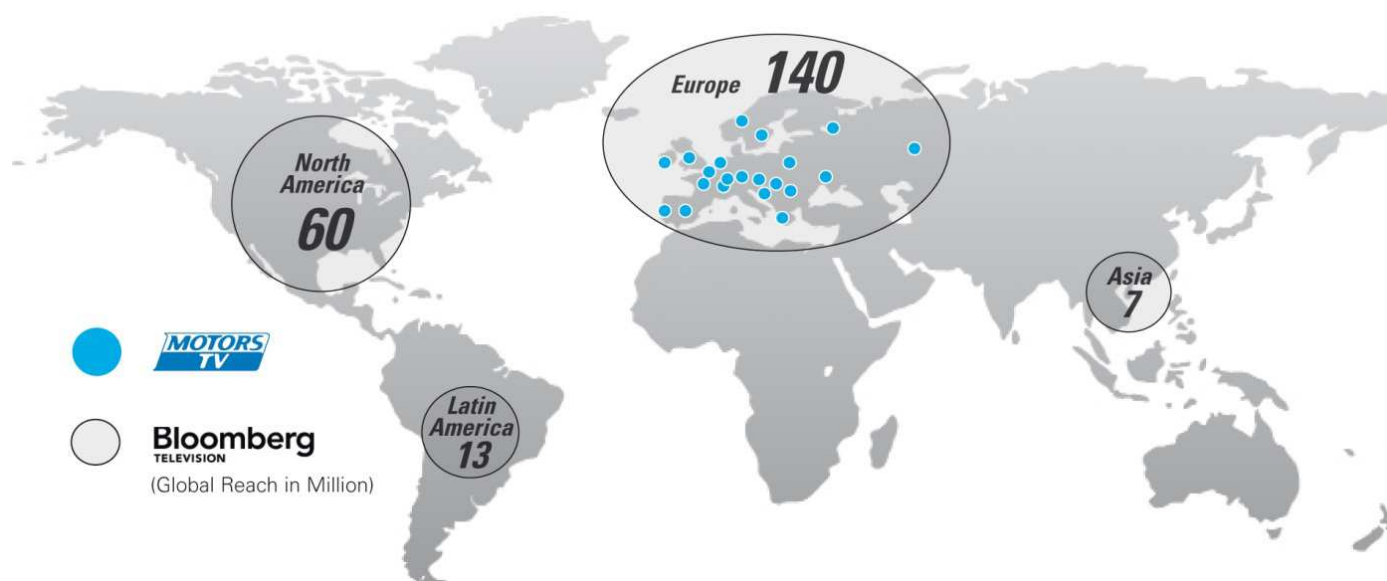 Europe 140
North
America
60
Asia
7
MOTORS
TV
Latin
America
13
Bloomberg
TELEVISION
(Global Reach in Million)